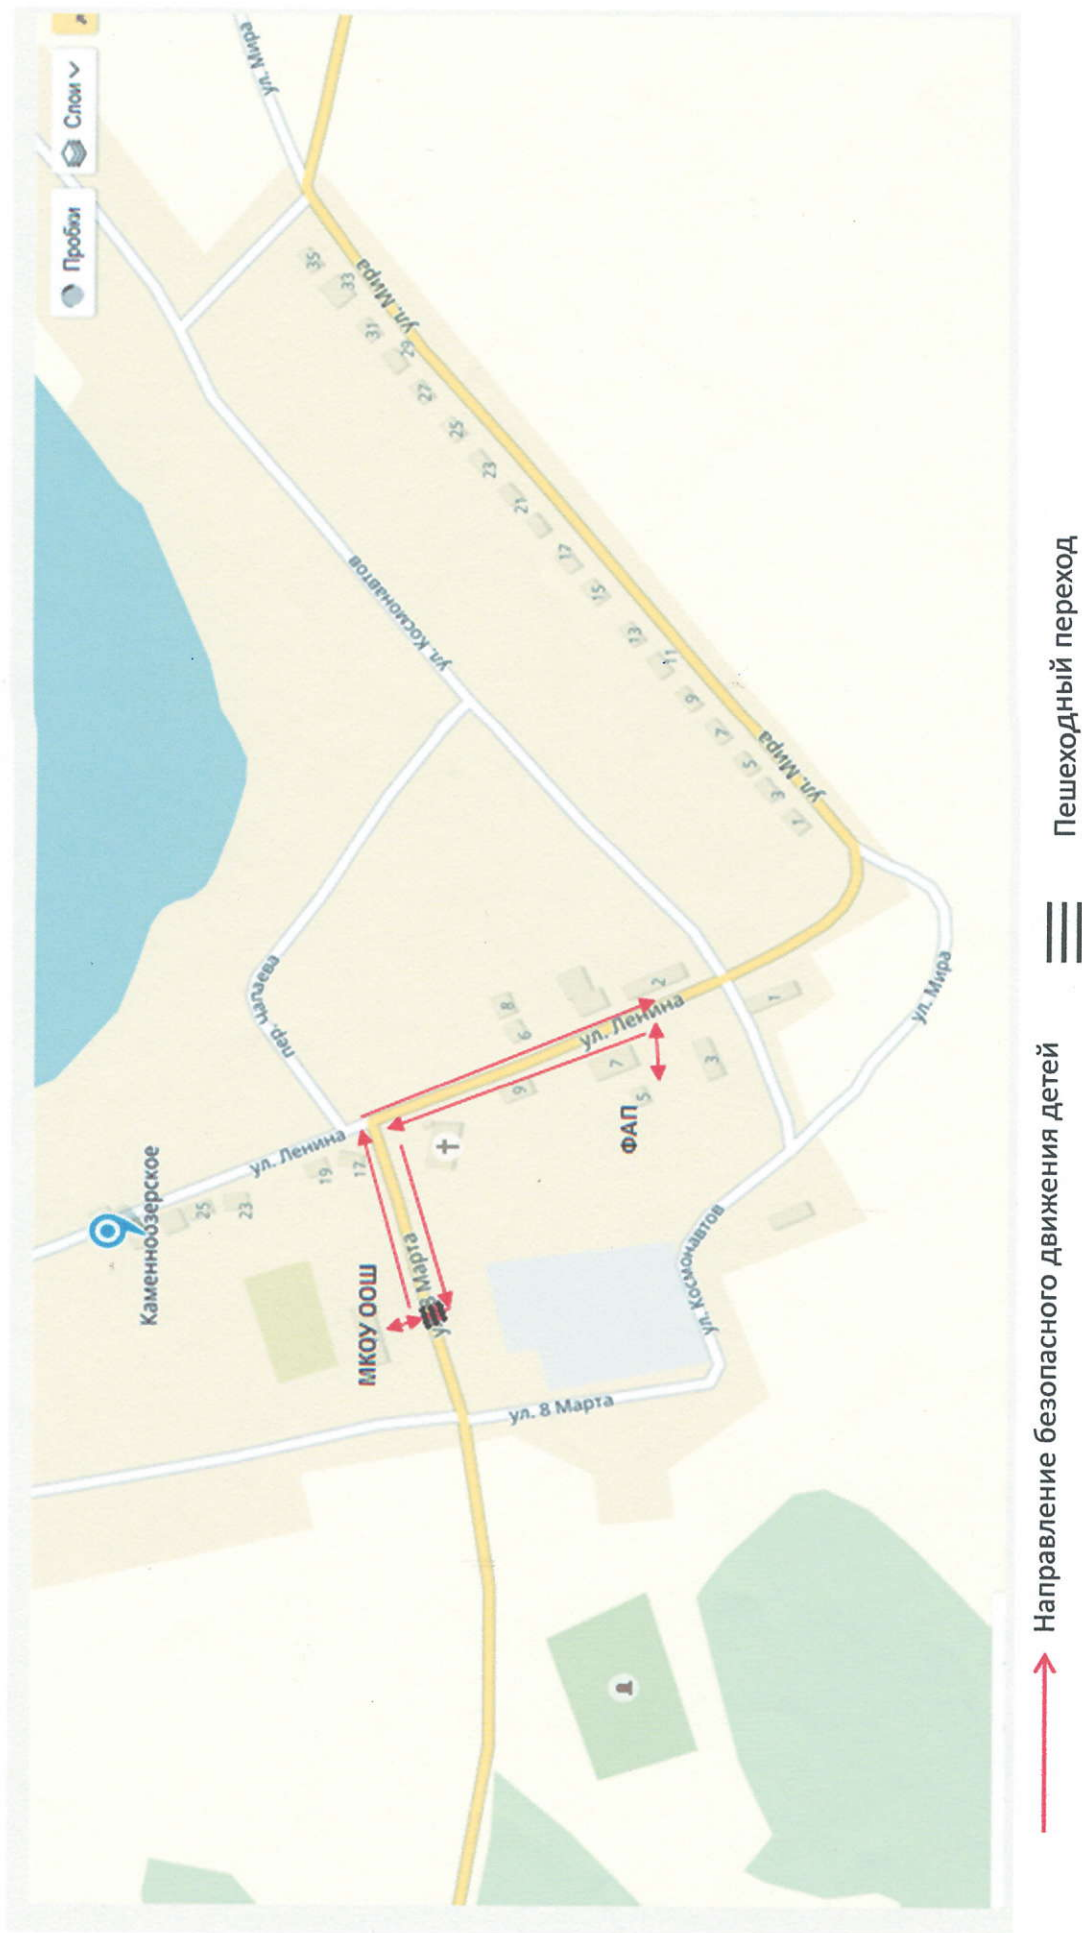 Пробки
Слои
ул. Мира
35
33
31
29
27
25
23
21
17
15
13
11
9
7
5
3
1
ул. Мира
ул. Мира
ул. Космонавтов
пер. Чапаева
Каменноозерское
ул. Ленина
25
23
19
17
8
6
9
2
7
ул. Ленина
5
3
1
ФАП
МКОУ ООШ
ул. 8 Марта
ул. 8 Марта
ул. Космонавтов
ул. Мира
Направление безопасного движения детей
Пешеходный переход